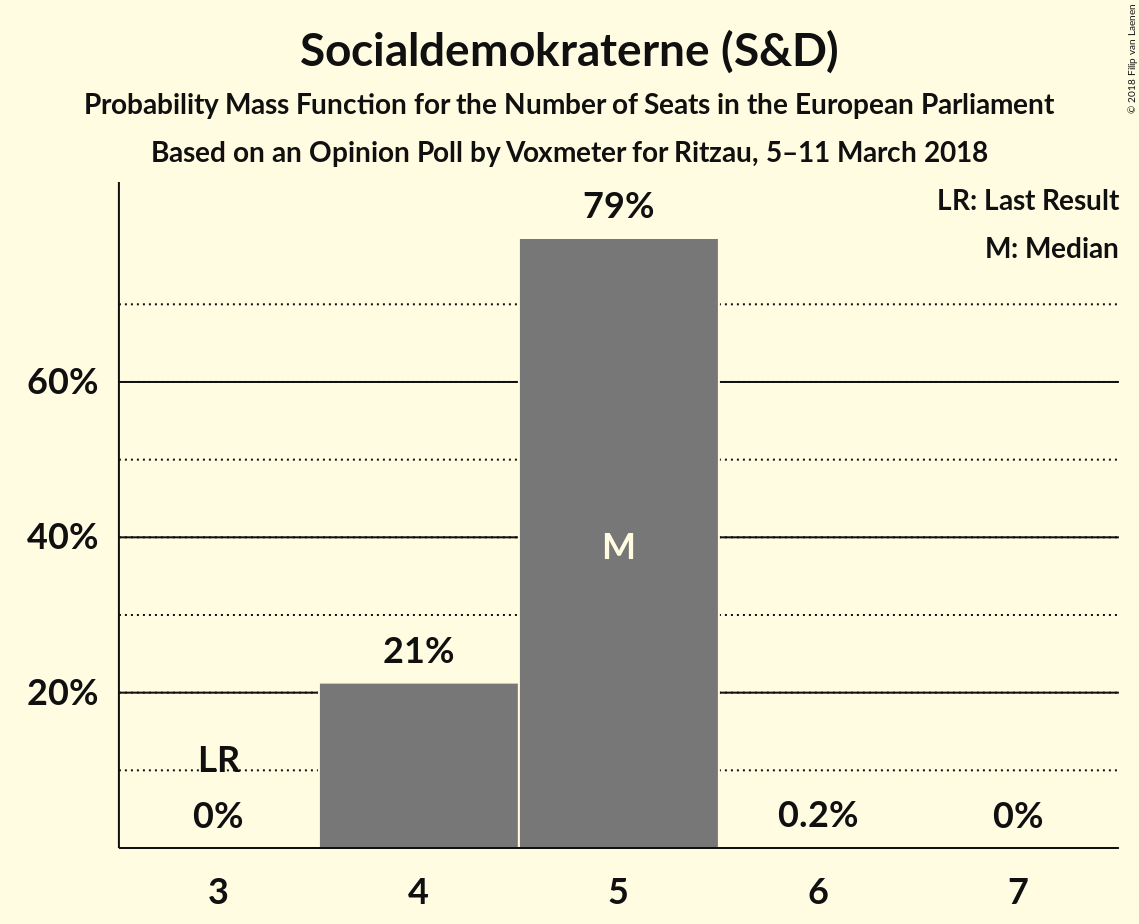 Socialdemokraterne (S&D)
Probability Mass Function for the Number of Seats in the European Parliament
Based on an Opinion Poll by Voxmeter for Ritzau, 5–11 March 2018
© 2018 Filip van Laenen
LR: Last Result
M: Median
79%
60%
40%
M
21%
20%
LR
0%
0.2%
0%
3
4
5
6
7